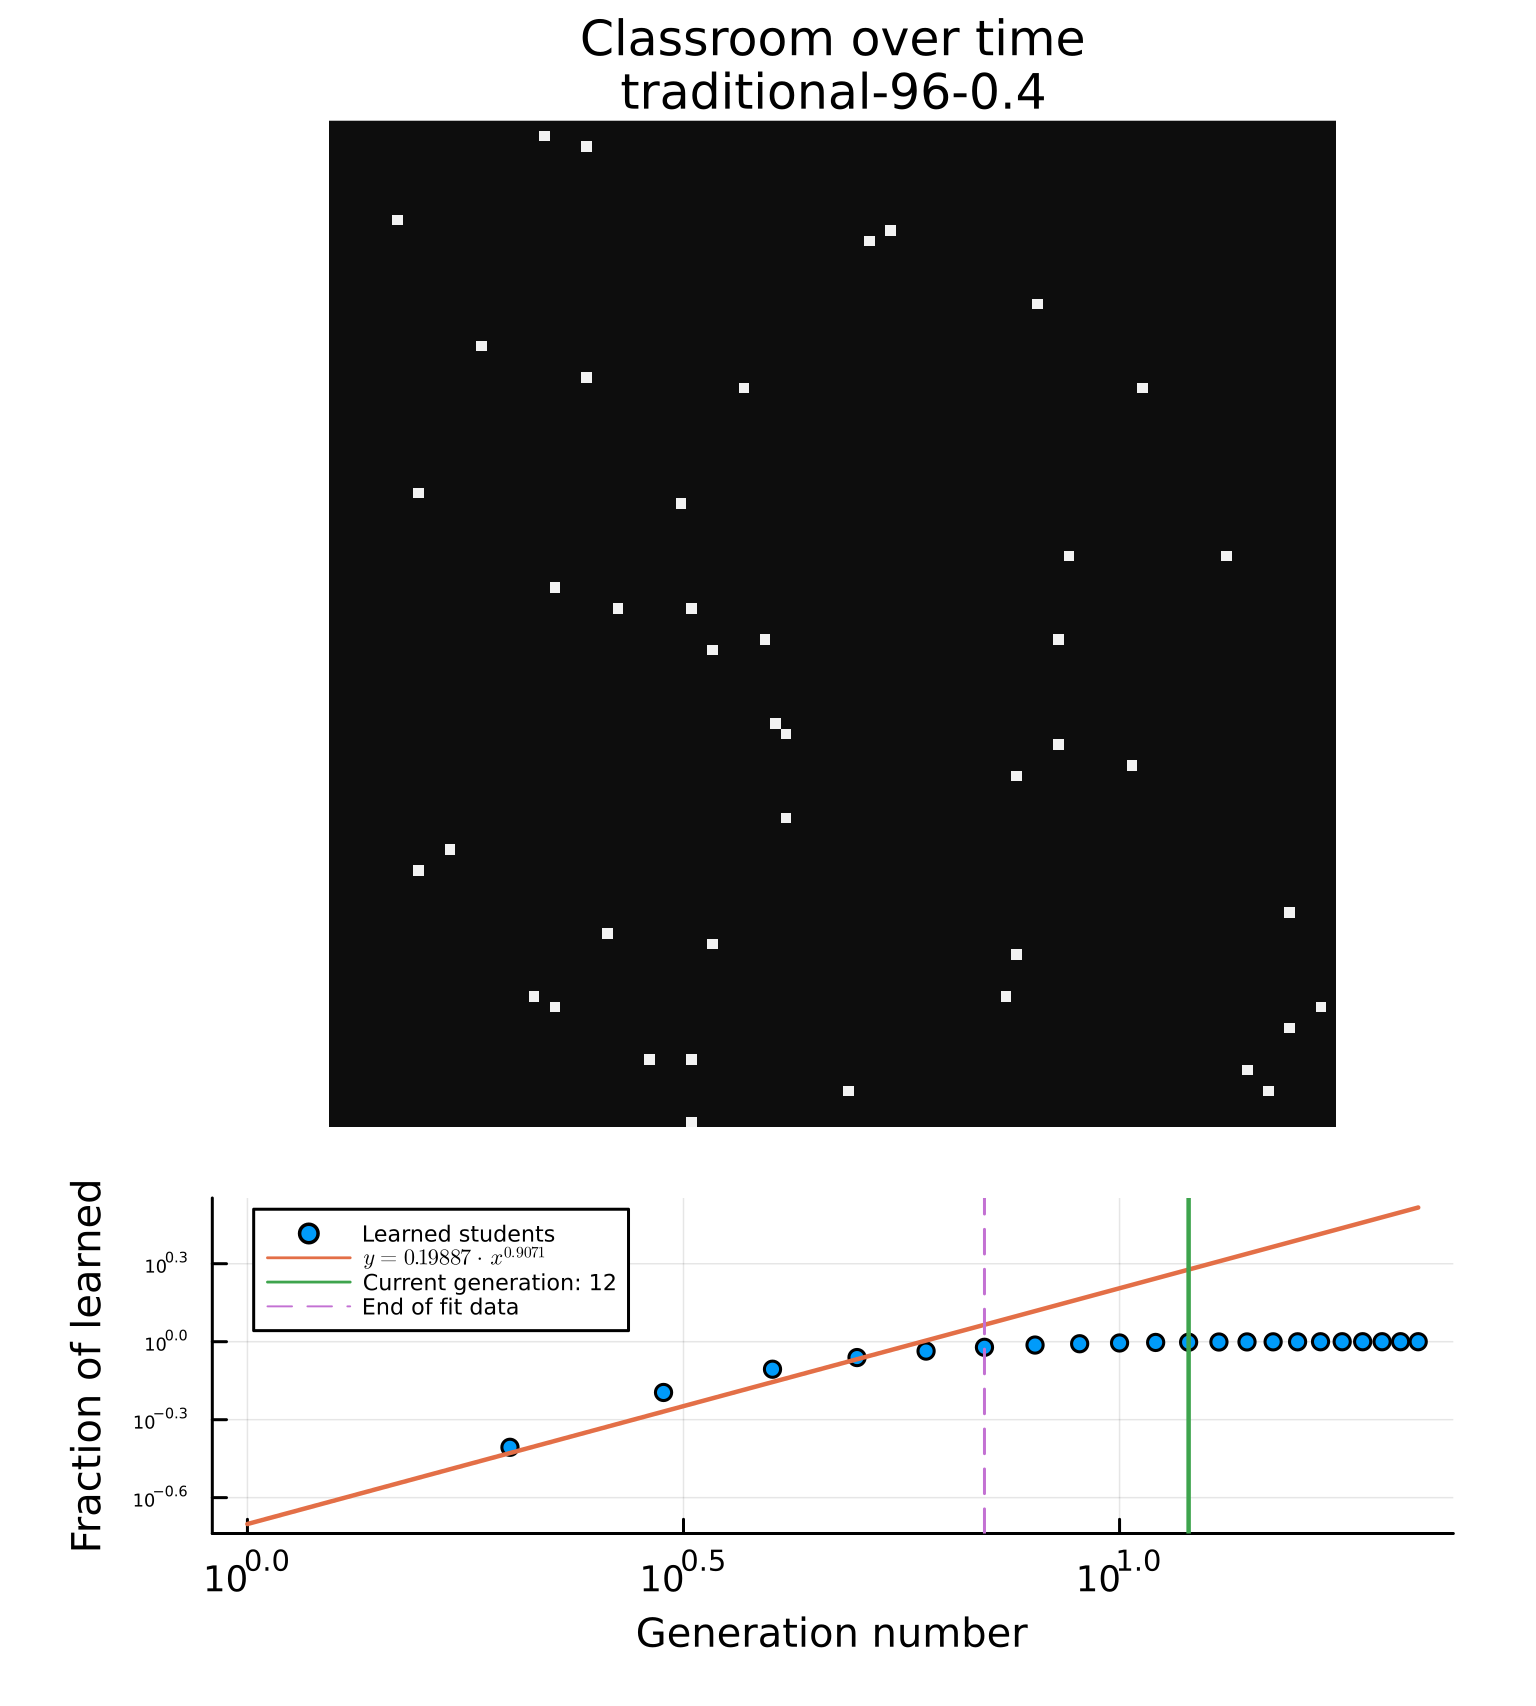 Classroom over time
traditional-96-0.4
Fraction of learned
10^0.3
10^0.0
10^−0.3
10^−0.6
Learned students
y = 0.19887 · x^0.9071
Current generation: 12
End of fit data
10^0.0
10^0.5
10^1.0
Generation number